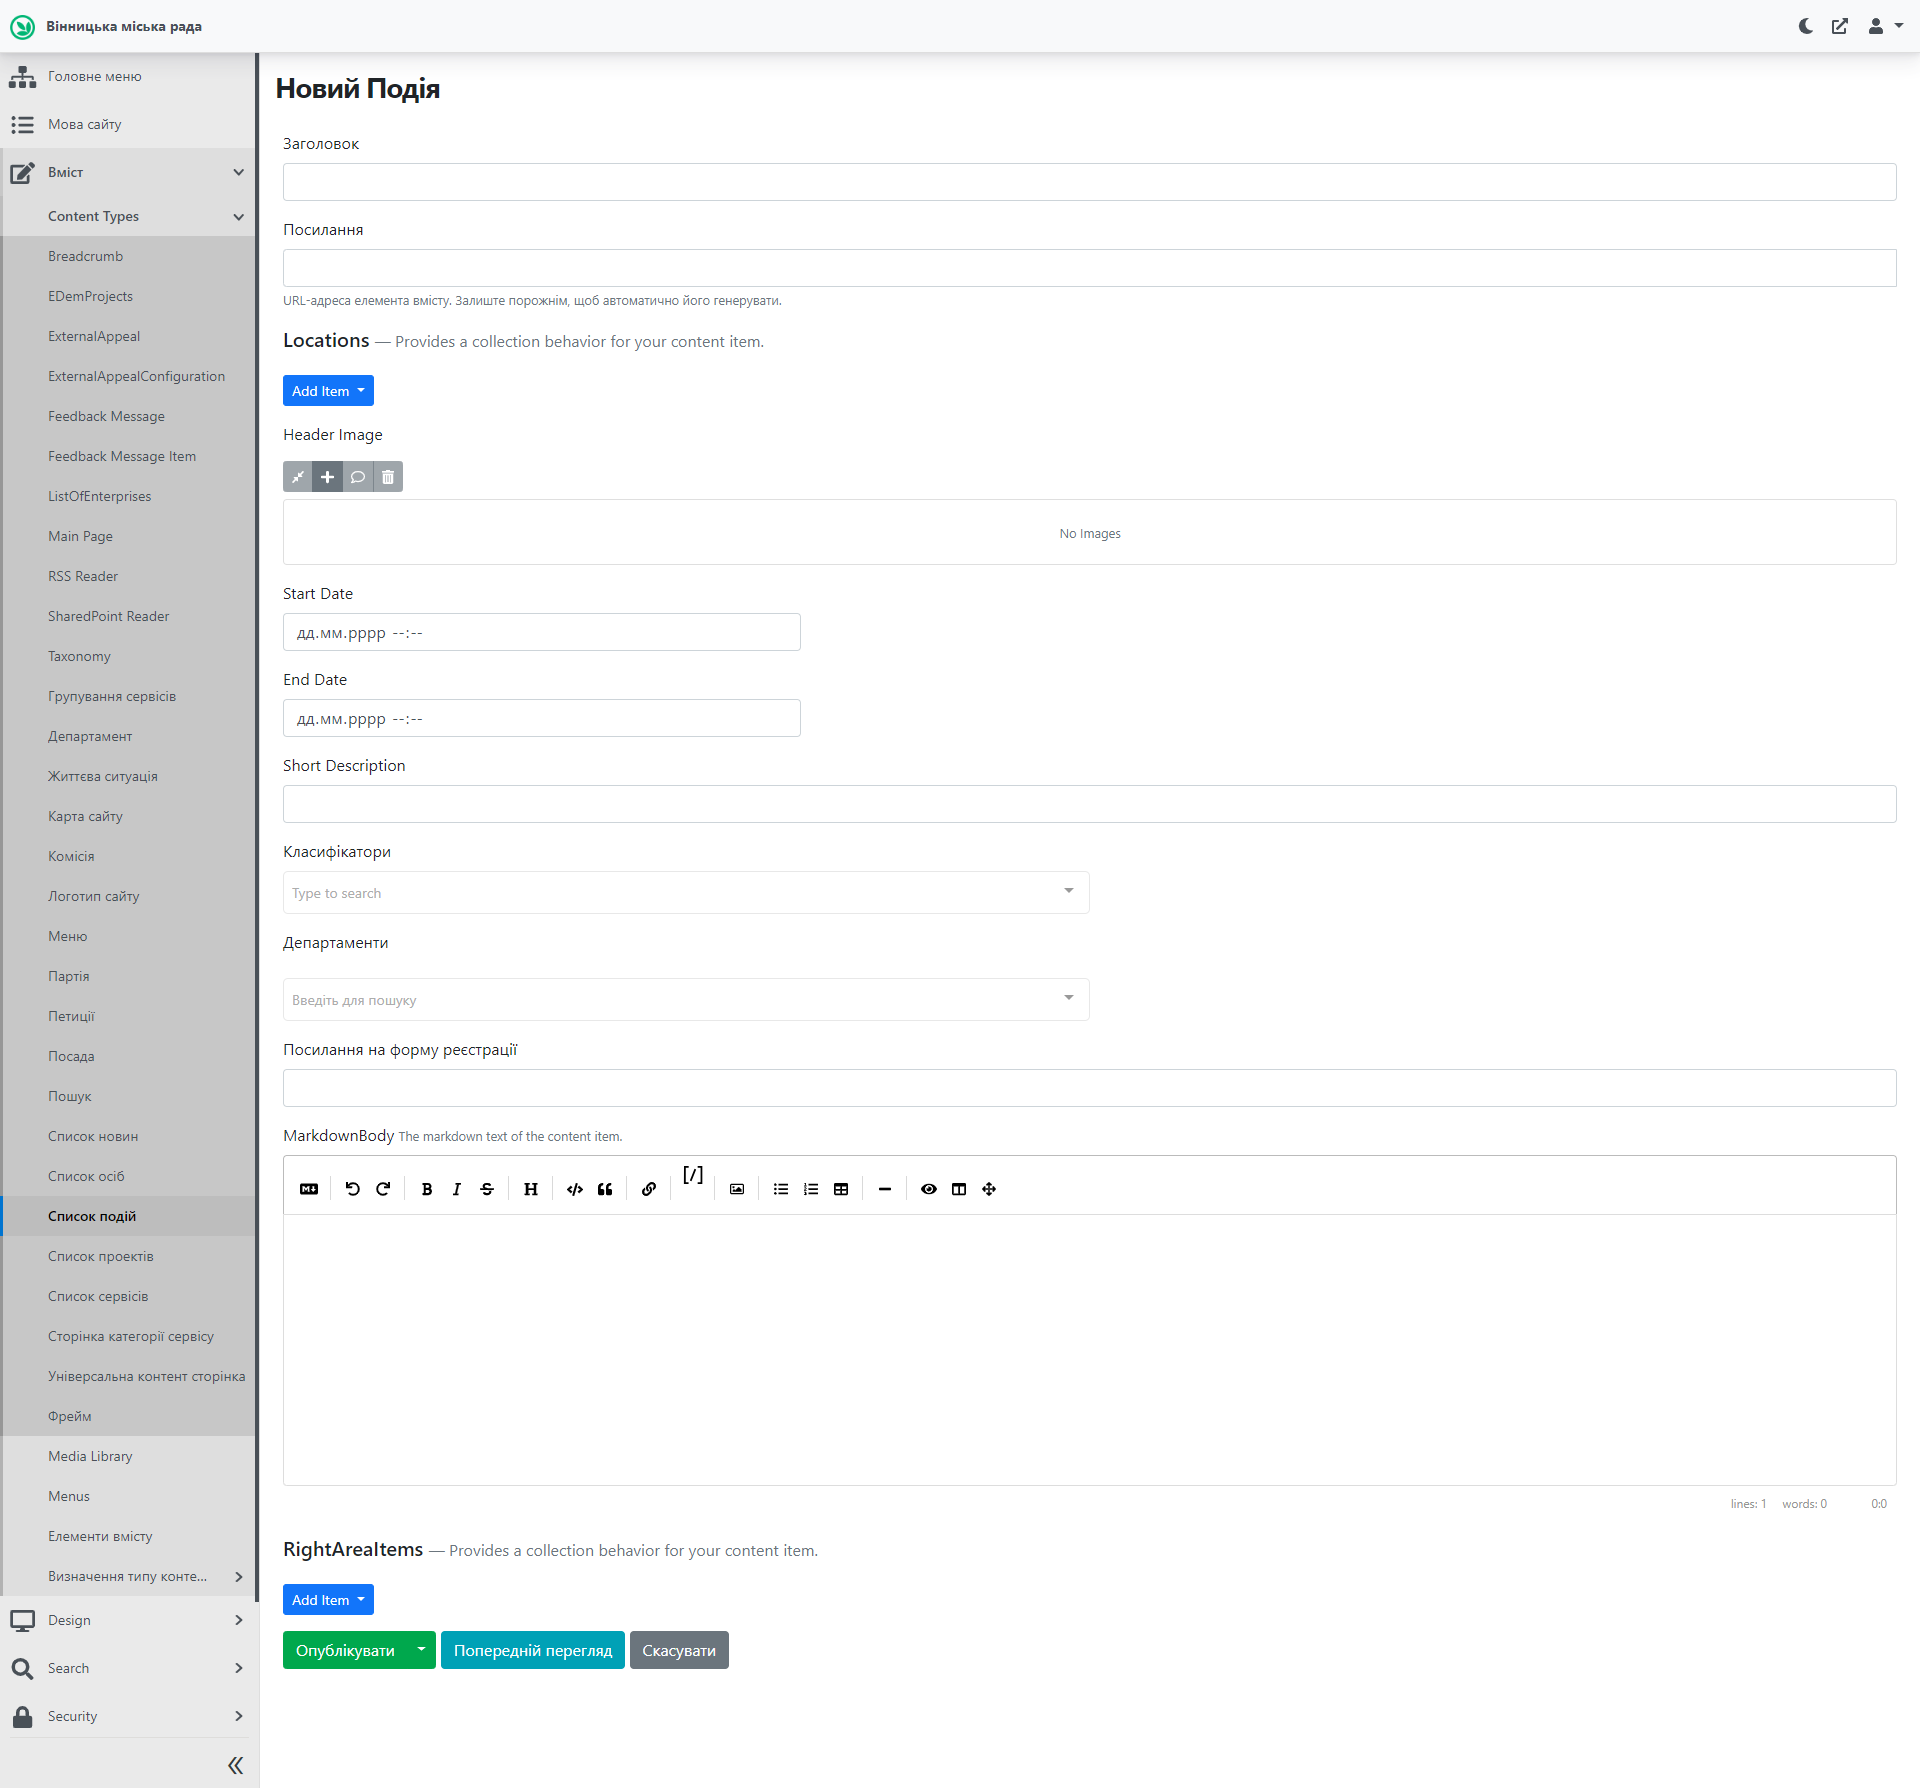 Вінницька міська рада
Головне меню
Мова сайту
Вміст
Content Types
Breadcrumb
EDemProjects
ExternalAppeal
ExternalAppealConfiguration
Feedback Message
Feedback Message Item
ListOfEnterprises
Main Page
RSS Reader
SharedPoint Reader
Taxonomy
Групування сервісів
Департамент
Життєва ситуація
Карта сайту
Комісія
Логотип сайту
Меню
Партія
Петиції
Посада
Пошук
Список новин
Список осіб
Список подій
Список проектів
Список сервісів
Сторінка категорії сервісу
Універсальна контент сторінка
Фрейм
Media Library
Menus
Елементи вмісту
Визначення типу конте...
Design
Search
Security
Новий Подія
Заголовок
Посилання
URL-адреса елемента вмісту. Залиште порожнім, щоб автоматично його генерувати.
Locations — Provides a collection behavior for your content item.
Add Item
Header Image
No Images
Start Date
дд.мм.рррр --:--
End Date
дд.мм.рррр --:--
Short Description
Класифікатори
Type to search
Департаменти
Введіть для пошуку
Посилання на форму реєстрації
MarkdownBody The markdown text of the content item.
B I S H [/]
lines: 1 words: 0 0:0
RightAreaItems — Provides a collection behavior for your content item.
Add Item
Опублікувати Попередній перегляд Скасувати